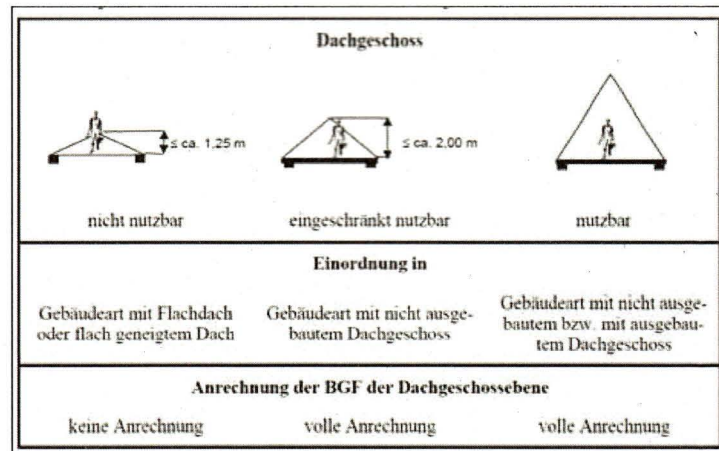 Dachgeschoss
≤ ca. 1,25 m
≤ ca. 2,00 m
nicht nutzbar
eingeschränkt nutzbar
nutzbar
Einordnung in
Gebäudeart mit Flachdach
oder flach geneigtem Dach
Gebäudeart mit nicht ausge-
bautem Dachgeschoss
Gebäudeart mit nicht ausge-
bautem bzw. mit ausgebau-
tem Dachgeschoss
Anrechnung der BGF der Dachgeschossebene
keine Anrechnung
volle Anrechnung
volle Anrechnung